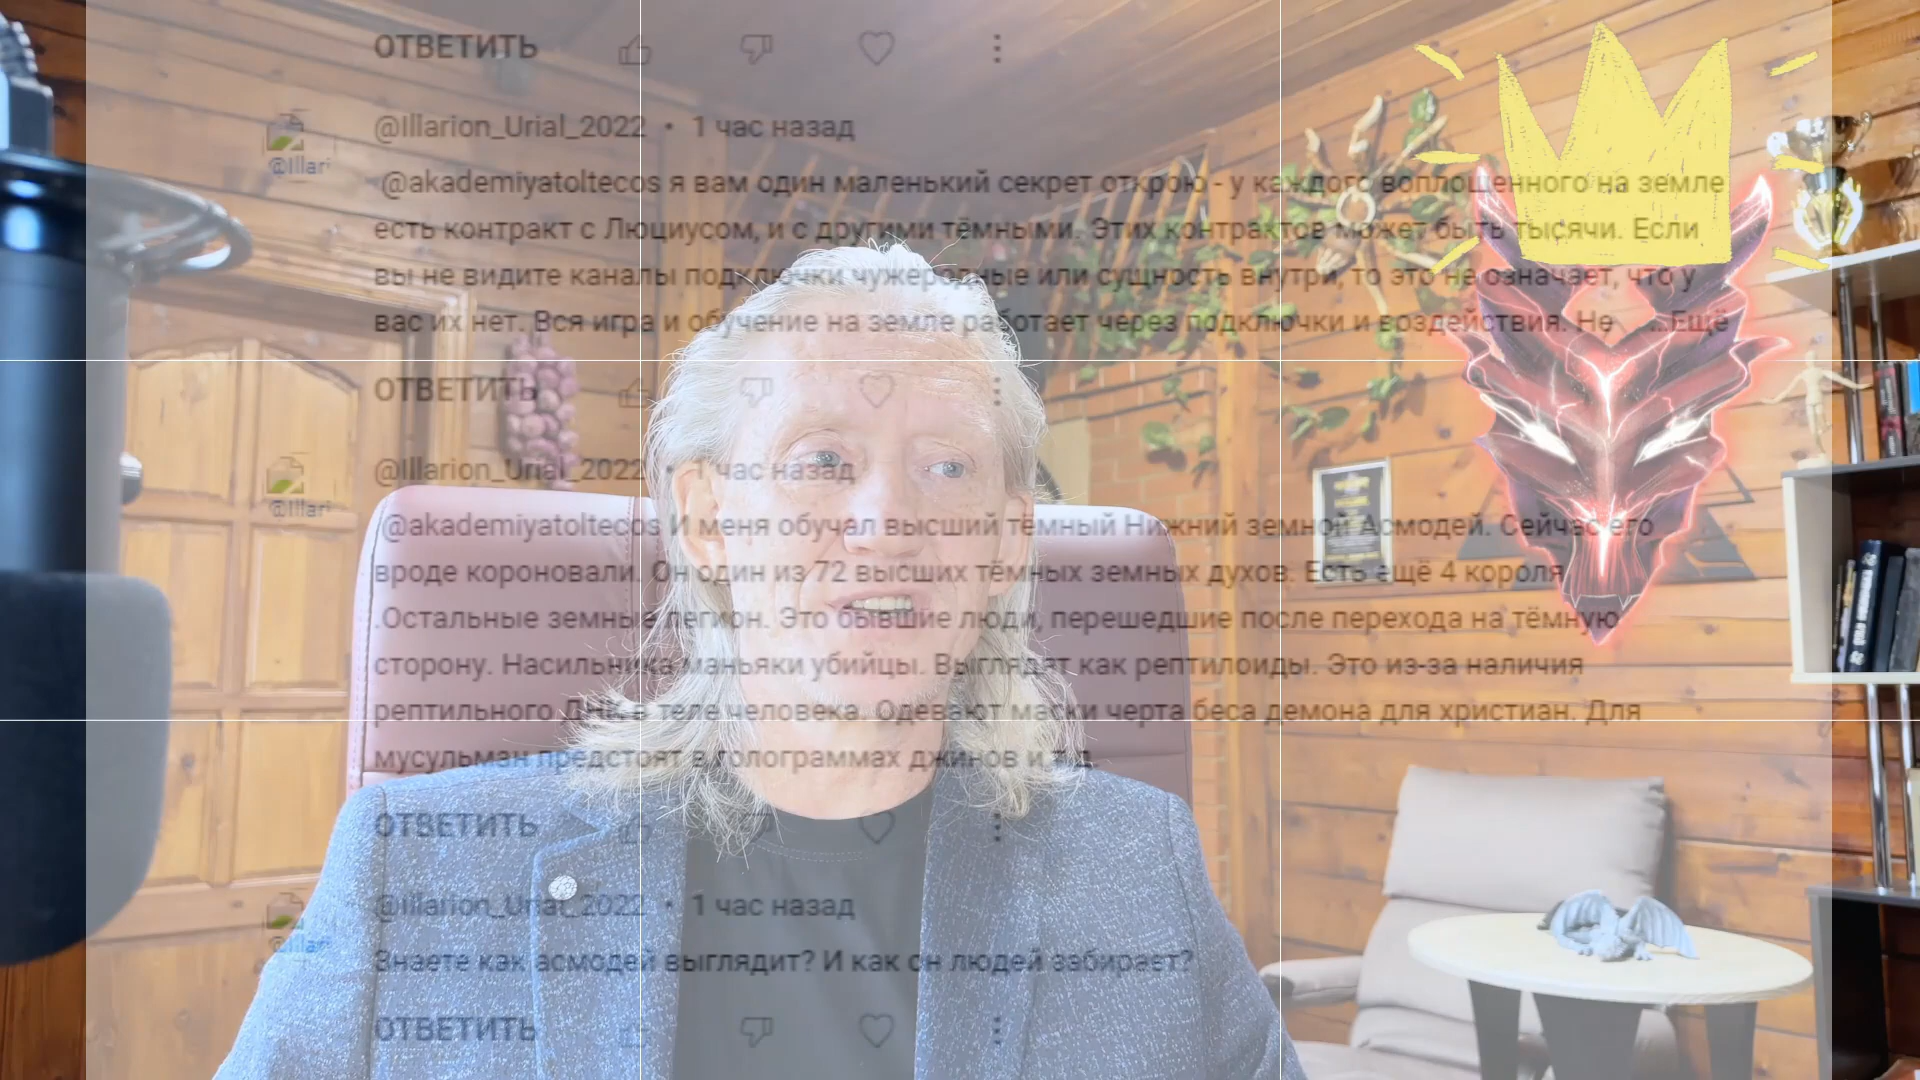 ОТВЕТИТЬ
@Illarion_Urial_2022 • 1 час назад
@Illari
@akademiyatoltecos я вам один маленький секрет открою - у каждого воплощенного на земле
есть контракт с Люциусом, и с другими тёмными. Этих контрактов может быть тысячи. Если
вы не видите каналы подключки чужеродные или сущность внутри, то это не означает, что у
вас их нет. Вся игра и обучение на земле работает через подключки и воздействия. Но ...Ещё
ОТВЕТИТЬ
@Illarion_Urial_2022 • 1 час назад
@Illari
@akademiyatoltecos И меня обучал высший тёмный Нижний земной Асмодей. Сейчас его
вроде короновали. Он один из 72 высших тёмных земных духов. Есть ещё 4 короля
.Остальные земные легион. Это бывшие люди, перешедшие после перехода на тёмную
сторону. Насильника маньяки убийцы. Выглядят как рептилоиды. Это из-за наличия
рептильного ДНК в теле человека. Одевают маски черта беса демона для христиан. Для
мусульман предстоят в голограммах джинов и тд.
ОТВЕТИТЬ
@Illarion_Urial_2022 • 1 час назад
@Illari
Знаете как асмодей выглядит? И как он людей забирает?
ОТВЕТИТЬ